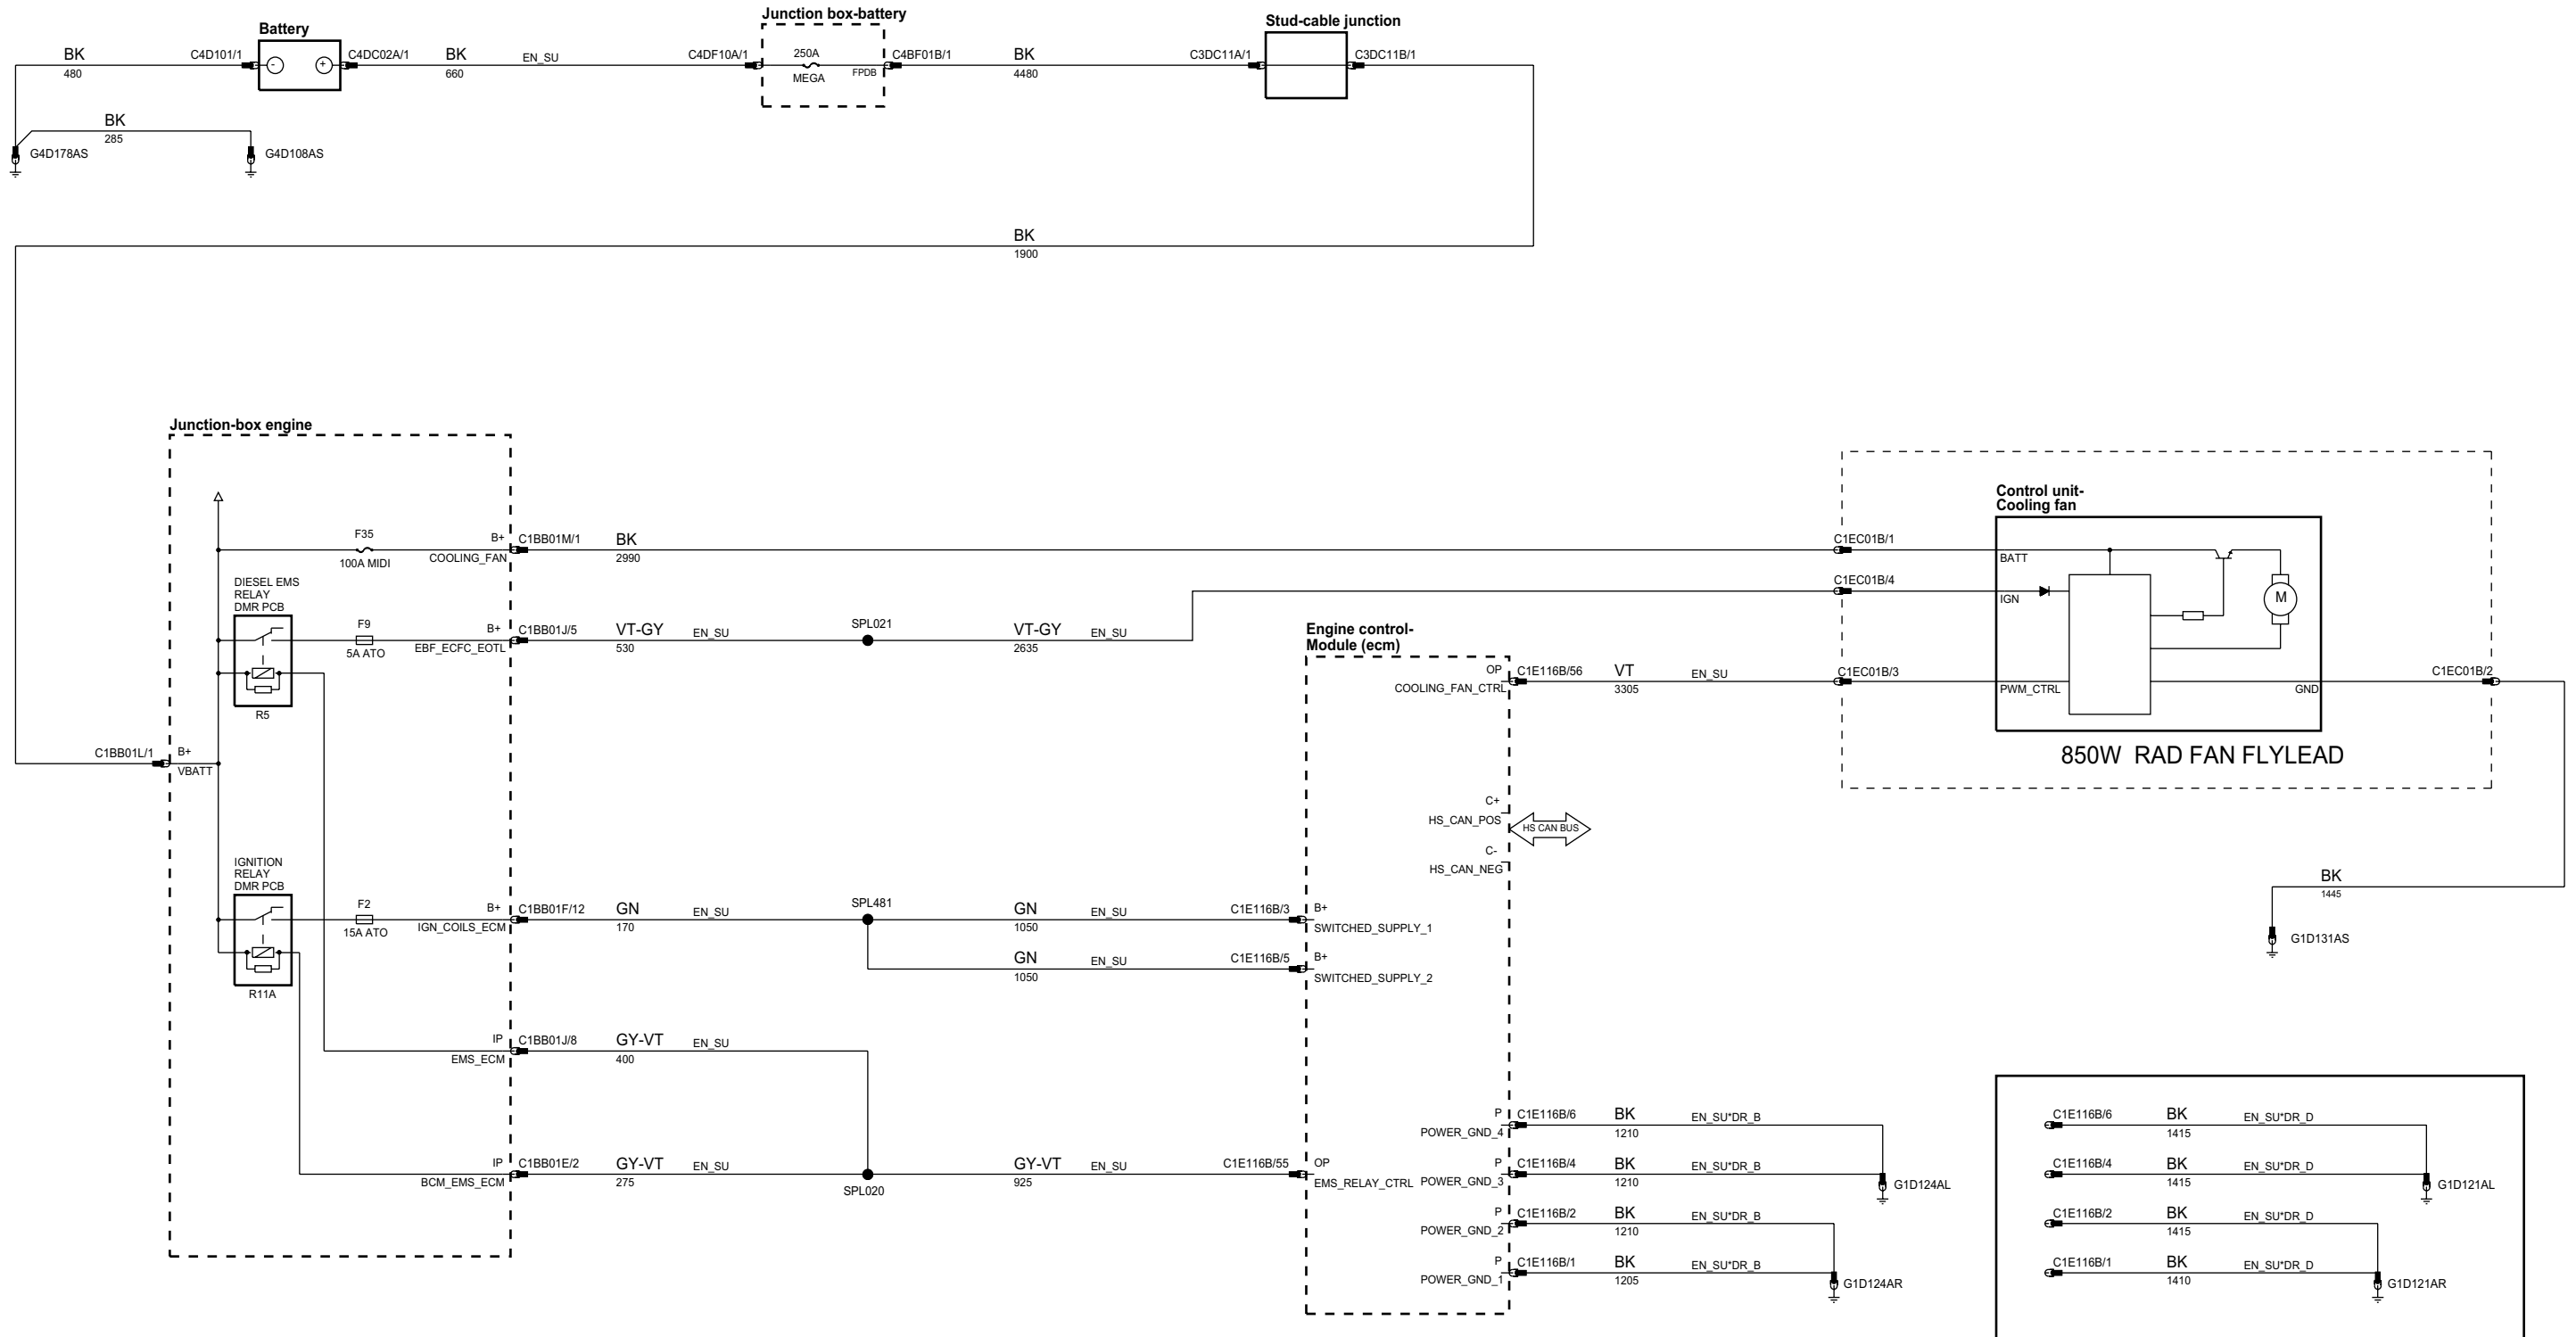 Battery
Junction box-battery
Stud-cable junction
BK
480
C4D101/1
-
+
C4DC02A/1
BK
660
EN_SU
C4DF10A/1
250A
MEGA
FPDB
C4BF01B/1
BK
4480
C3DC11A/1
C3DC11B/1
BK
285
G4D178AS
G4D108AS
BK
1900
Junction-box engine
F35
100A MIDI
B+
COOLING_FAN
C1BB01M/1
BK
2990
C1EC01B/1
DIESEL EMS
RELAY
DMR PCB
R5
F9
5A ATO
B+
EBF_ECFC_EOTL
C1BB01J/5
VT-GY
530
EN_SU
SPL021
VT-GY
2635
EN_SU
C1EC01B/4
C1BB01L/1
B+
VBATT
IGNITION
RELAY
DMR PCB
R11A
F2
15A ATO
B+
IGN_COILS_ECM
C1BB01F/12
GN
170
EN_SU
SPL481
GN
1050
EN_SU
C1E116B/3
GN
1050
EN_SU
C1E116B/5
IP
EMS_ECM
C1BB01J/8
GY-VT
400
EN_SU
IP
BCM_EMS_ECM
C1BB01E/2
GY-VT
275
EN_SU
SPL020
GY-VT
925
EN_SU
C1E116B/55
Engine control-
Module (ecm)
OP
COOLING_FAN_CTRL
C1E116B/56
VT
3305
EN_SU
C1EC01B/3
C+
HS_CAN_POS
HS CAN BUS
C-
HS_CAN_NEG
B+
SWITCHED_SUPPLY_1
B+
SWITCHED_SUPPLY_2
OP
EMS_RELAY_CTRL
P
POWER_GND_4
C1E116B/6
BK
1210
EN_SU*DR_B
P
POWER_GND_3
C1E116B/4
BK
1210
EN_SU*DR_B
G1D124AL
P
POWER_GND_2
C1E116B/2
BK
1210
EN_SU*DR_B
P
POWER_GND_1
C1E116B/1
BK
1205
EN_SU*DR_B
G1D124AR
Control unit-
Cooling fan
BATT
IGN
PWM_CTRL
M
GND
C1EC01B/2
850W RAD FAN FLYLEAD
BK
1445
G1D131AS
C1E116B/6
BK
1415
EN_SU*DR_D
C1E116B/4
BK
1415
EN_SU*DR_D
G1D121AL
C1E116B/2
BK
1415
EN_SU*DR_D
C1E116B/1
BK
1410
EN_SU*DR_D
G1D121AR